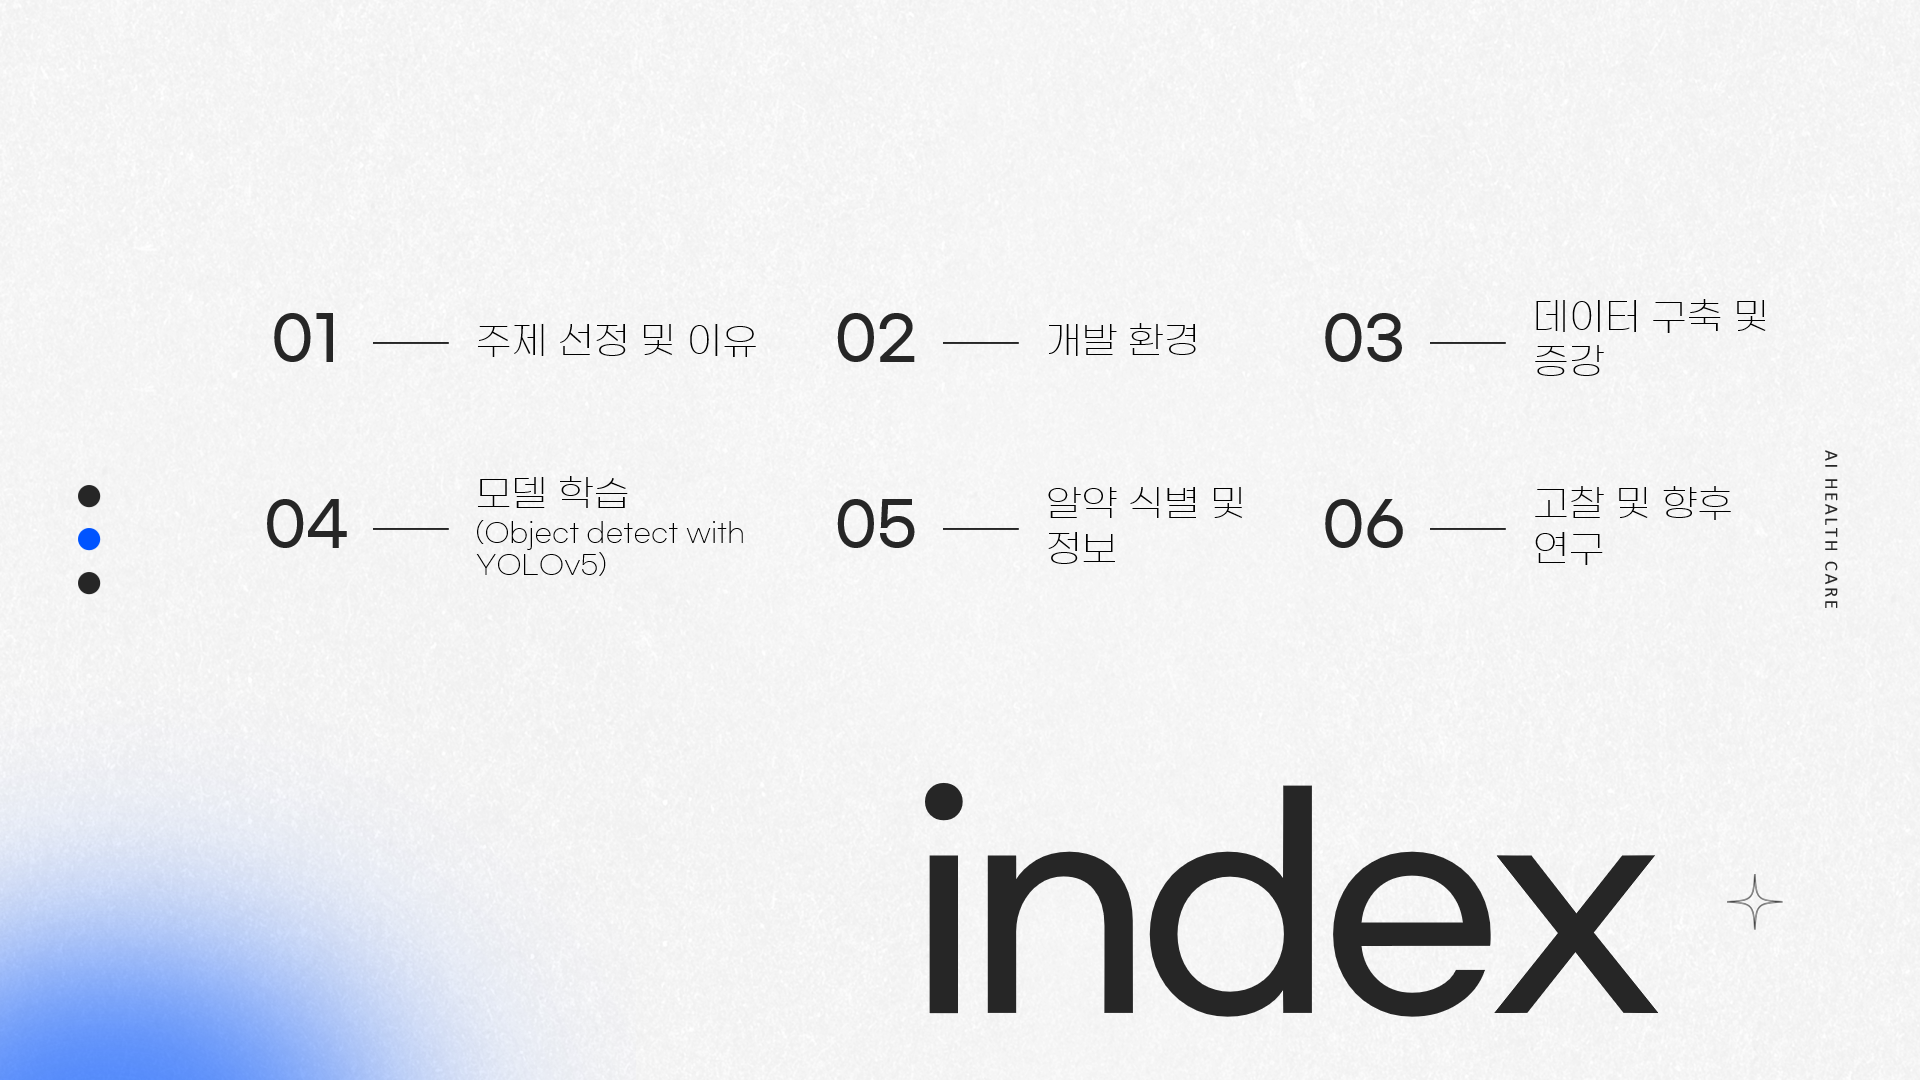 01 주제 선정 및 이유
02 개발 환경
03 데이터 구축 및
증강
04 모델 학습
(Object detect with
YOLOv5)
05 알약 식별 및
정보
06 고찰 및 향후
연구
AI HEALTH CARE
index